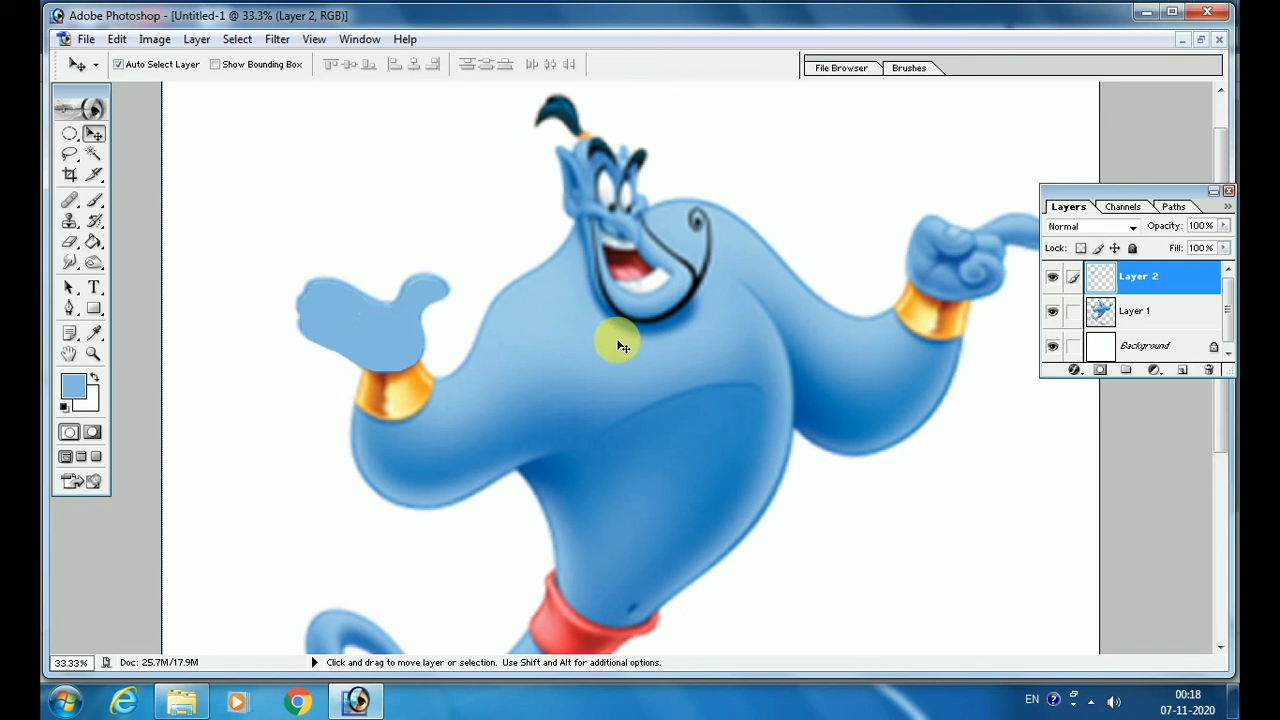 Adobe Photoshop - [Untitled-1 @ 33.3% (Layer 2, RGB)]
File Edit Image Layer Select Filter View Window Help
Auto Select Layer Show Bounding Box File Browser Brushes
Layers Channels Paths
Normal Opacity: 100%
Lock: Fill: 100%
Layer 2
Layer 1
Background
T
33.33% Doc: 25.7M/17.9M Click and drag to move layer or selection. Use Shift and Alt for additional options.
EN 00:18
07-11-2020